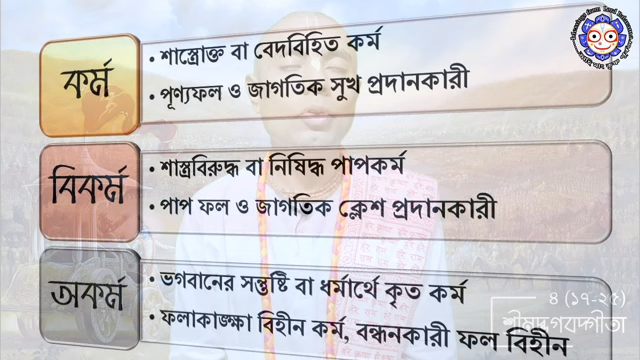 কর্ম
• শাস্ত্রোক্ত বা বেদবিহিত কর্ম
• পূণ্যফল ও জাগতিক সুখ প্রদানকারী
বিকর্ম
• শাস্ত্রবিরুদ্ধ বা নিষিদ্ধ পাপকর্ম
• পাপ ফল ও জাগতিক ক্লেশ প্রদানকারী
অকর্ম
• ভগবানের সন্তুষ্টি বা ধর্মার্থে কৃত কর্ম
• ফলাকাঙ্ক্ষা বিহীন কর্ম, বন্ধনকারী ফল বিহীন
৪ (১৭-২৫)
শ্রীমদ্ভগবদ্গীতা